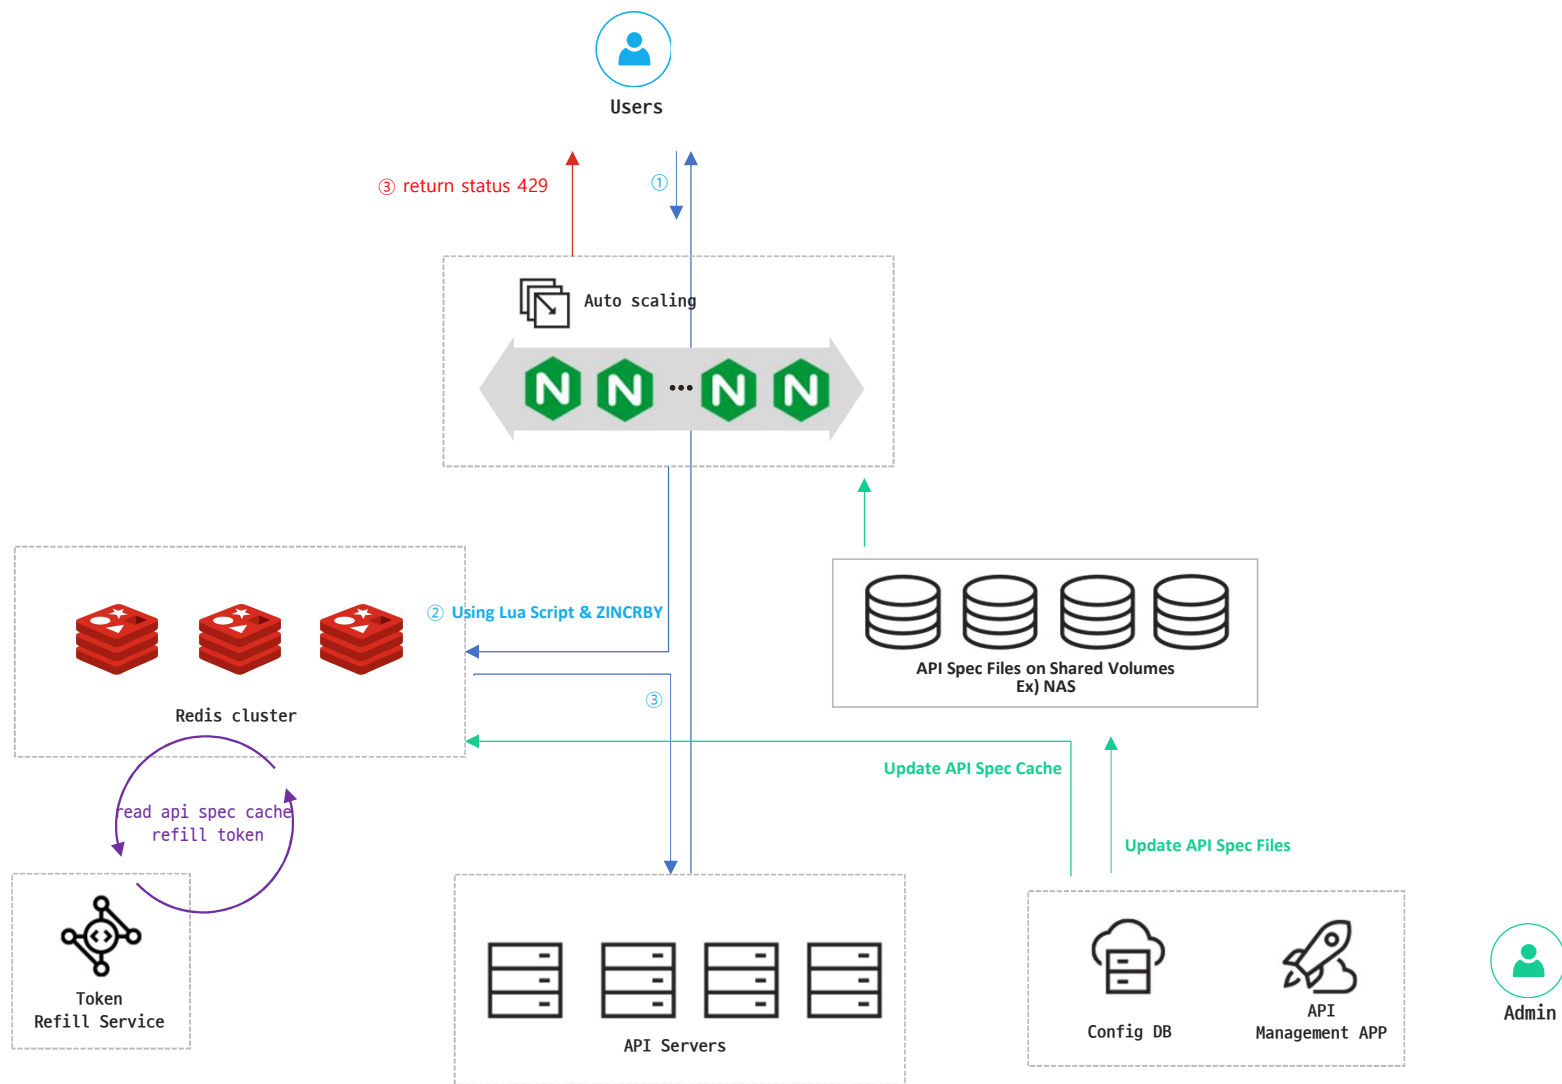 Users
③ return status 429
①
Auto scaling
N N ... N N
② Using Lua Script & ZINCRBY
API Spec Files on Shared Volumes
Ex) NAS
③
Redis cluster
Update API Spec Cache
read api spec cache
refill token
Update API Spec Files
Token
Refill Service
API Servers
Config DB
API
Management APP
Admin